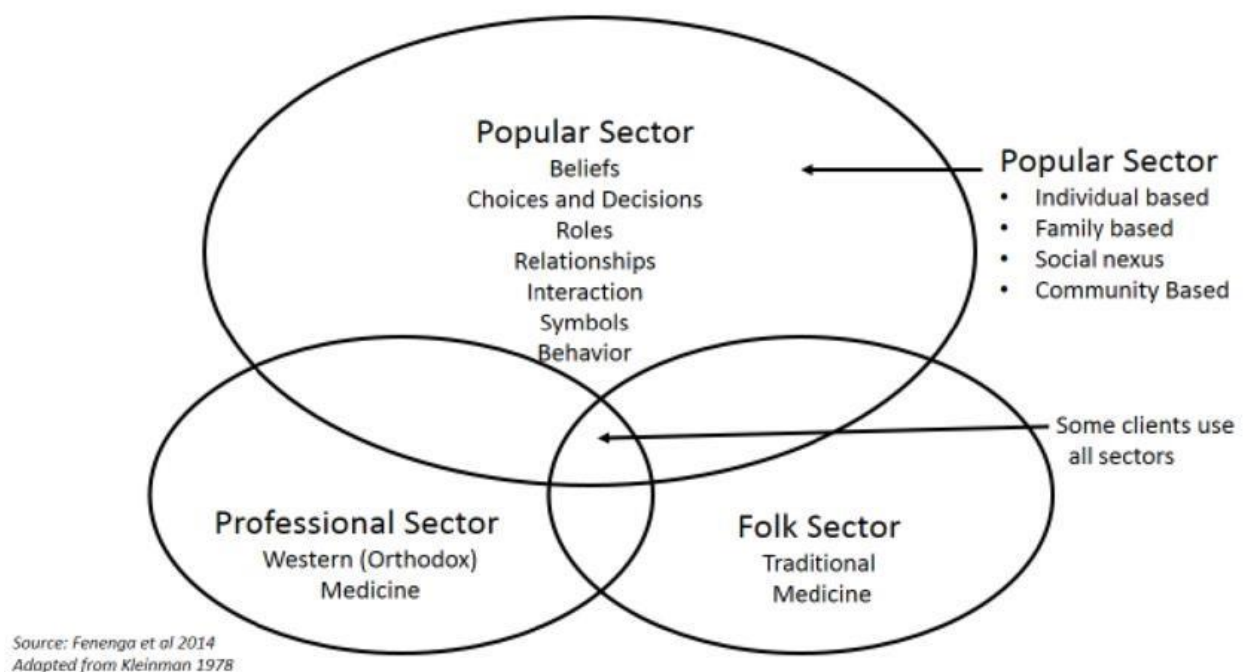 Popular Sector
Beliefs
Choices and Decisions
Roles
Relationships
Interaction
Symbols
Behavior
Popular Sector
• Individual based
• Family based
• Social nexus
• Community Based
Some clients use
all sectors
Professional Sector
Western (Orthodox)
Medicine
Folk Sector
Traditional
Medicine
Source: Fenenga et al 2014
Adapted from Kleinman 1978